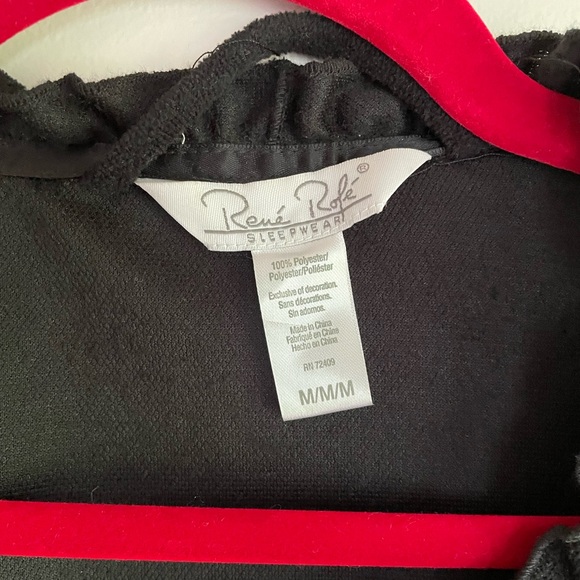 René Rofé ®
SLEEPWEAR
100% Polyester/
Polyester/Poliéster
Exclusive of decoration.
Sans décorations.
Sin adornos.
Made in China
Fabriqué en China
Hecho en China
RN 72409
M/M/M